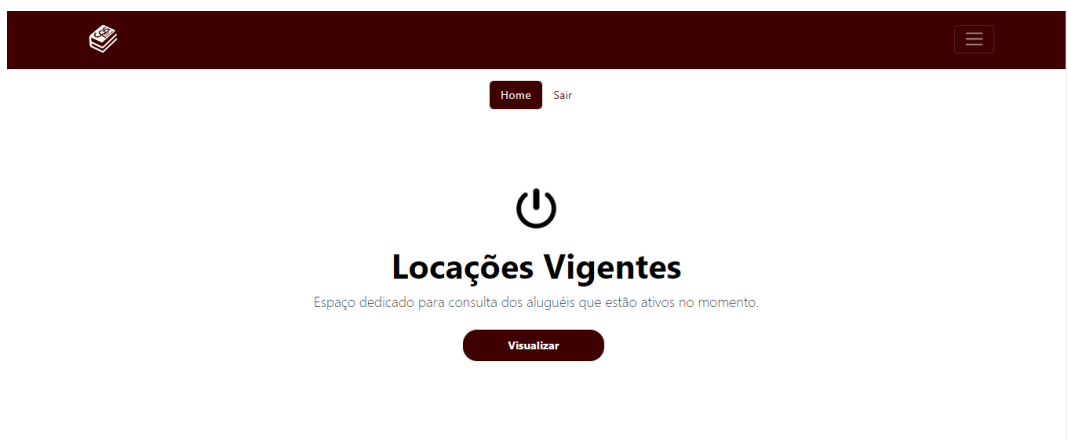 Home Sair
Locações Vigentes
Espaço dedicado para consulta dos aluguéis que estão ativos no momento.
Visualizar